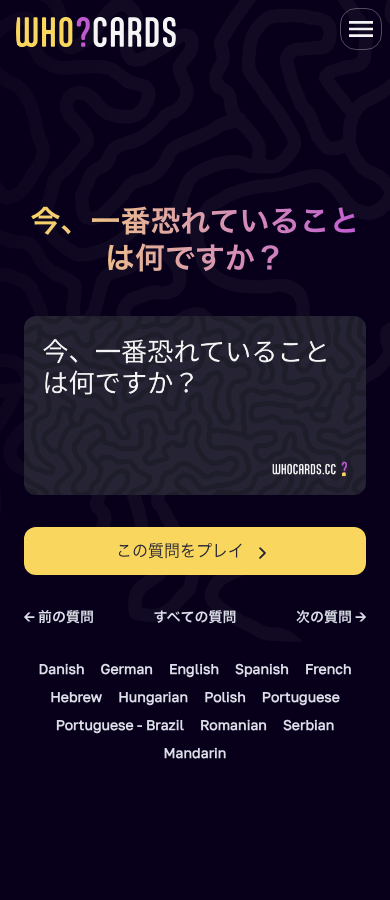 WHO?CARDS
今、一番恐れていること
は何ですか？
今、一番恐れていること
は何ですか？
WHOCARDS.CC ?
この質問をプレイ
← 前の質問 すべての質問 次の質問 →
Danish German English Spanish French
Hebrew Hungarian Polish Portuguese
Portuguese - Brazil Romanian Serbian
Mandarin